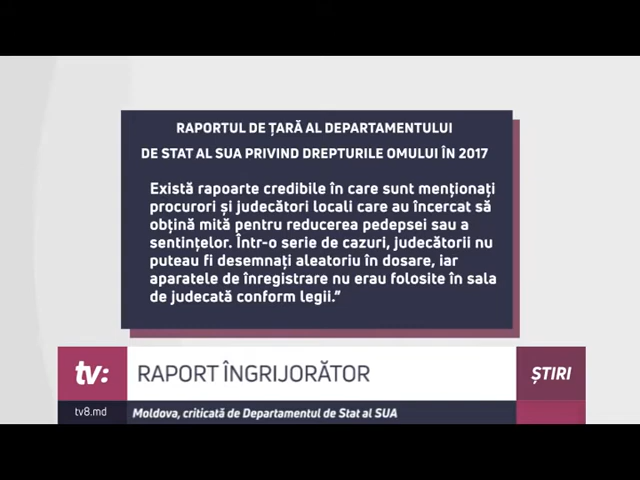 RAPORTUL DE ȚARĂ AL DEPARTAMENTULUI
DE STAT AL SUA PRIVIND DREPTURILE OMULUI ÎN 2017
Există rapoarte credibile în care sunt menționați
procurori și judecători locali care au încercat să
obțină mită pentru reducerea pedepsei sau a
sentințelor. Într-o serie de cazuri, judecătorii nu
puteau fi desemnați aleatoriu în dosare, iar
aparatele de înregistrare nu erau folosite în sala
de judecată conform legii.”
tv: RAPORT ÎNGRIJORĂTOR ȘTIRI
tv8.md Moldova, criticată de Departamentul de Stat al SUA